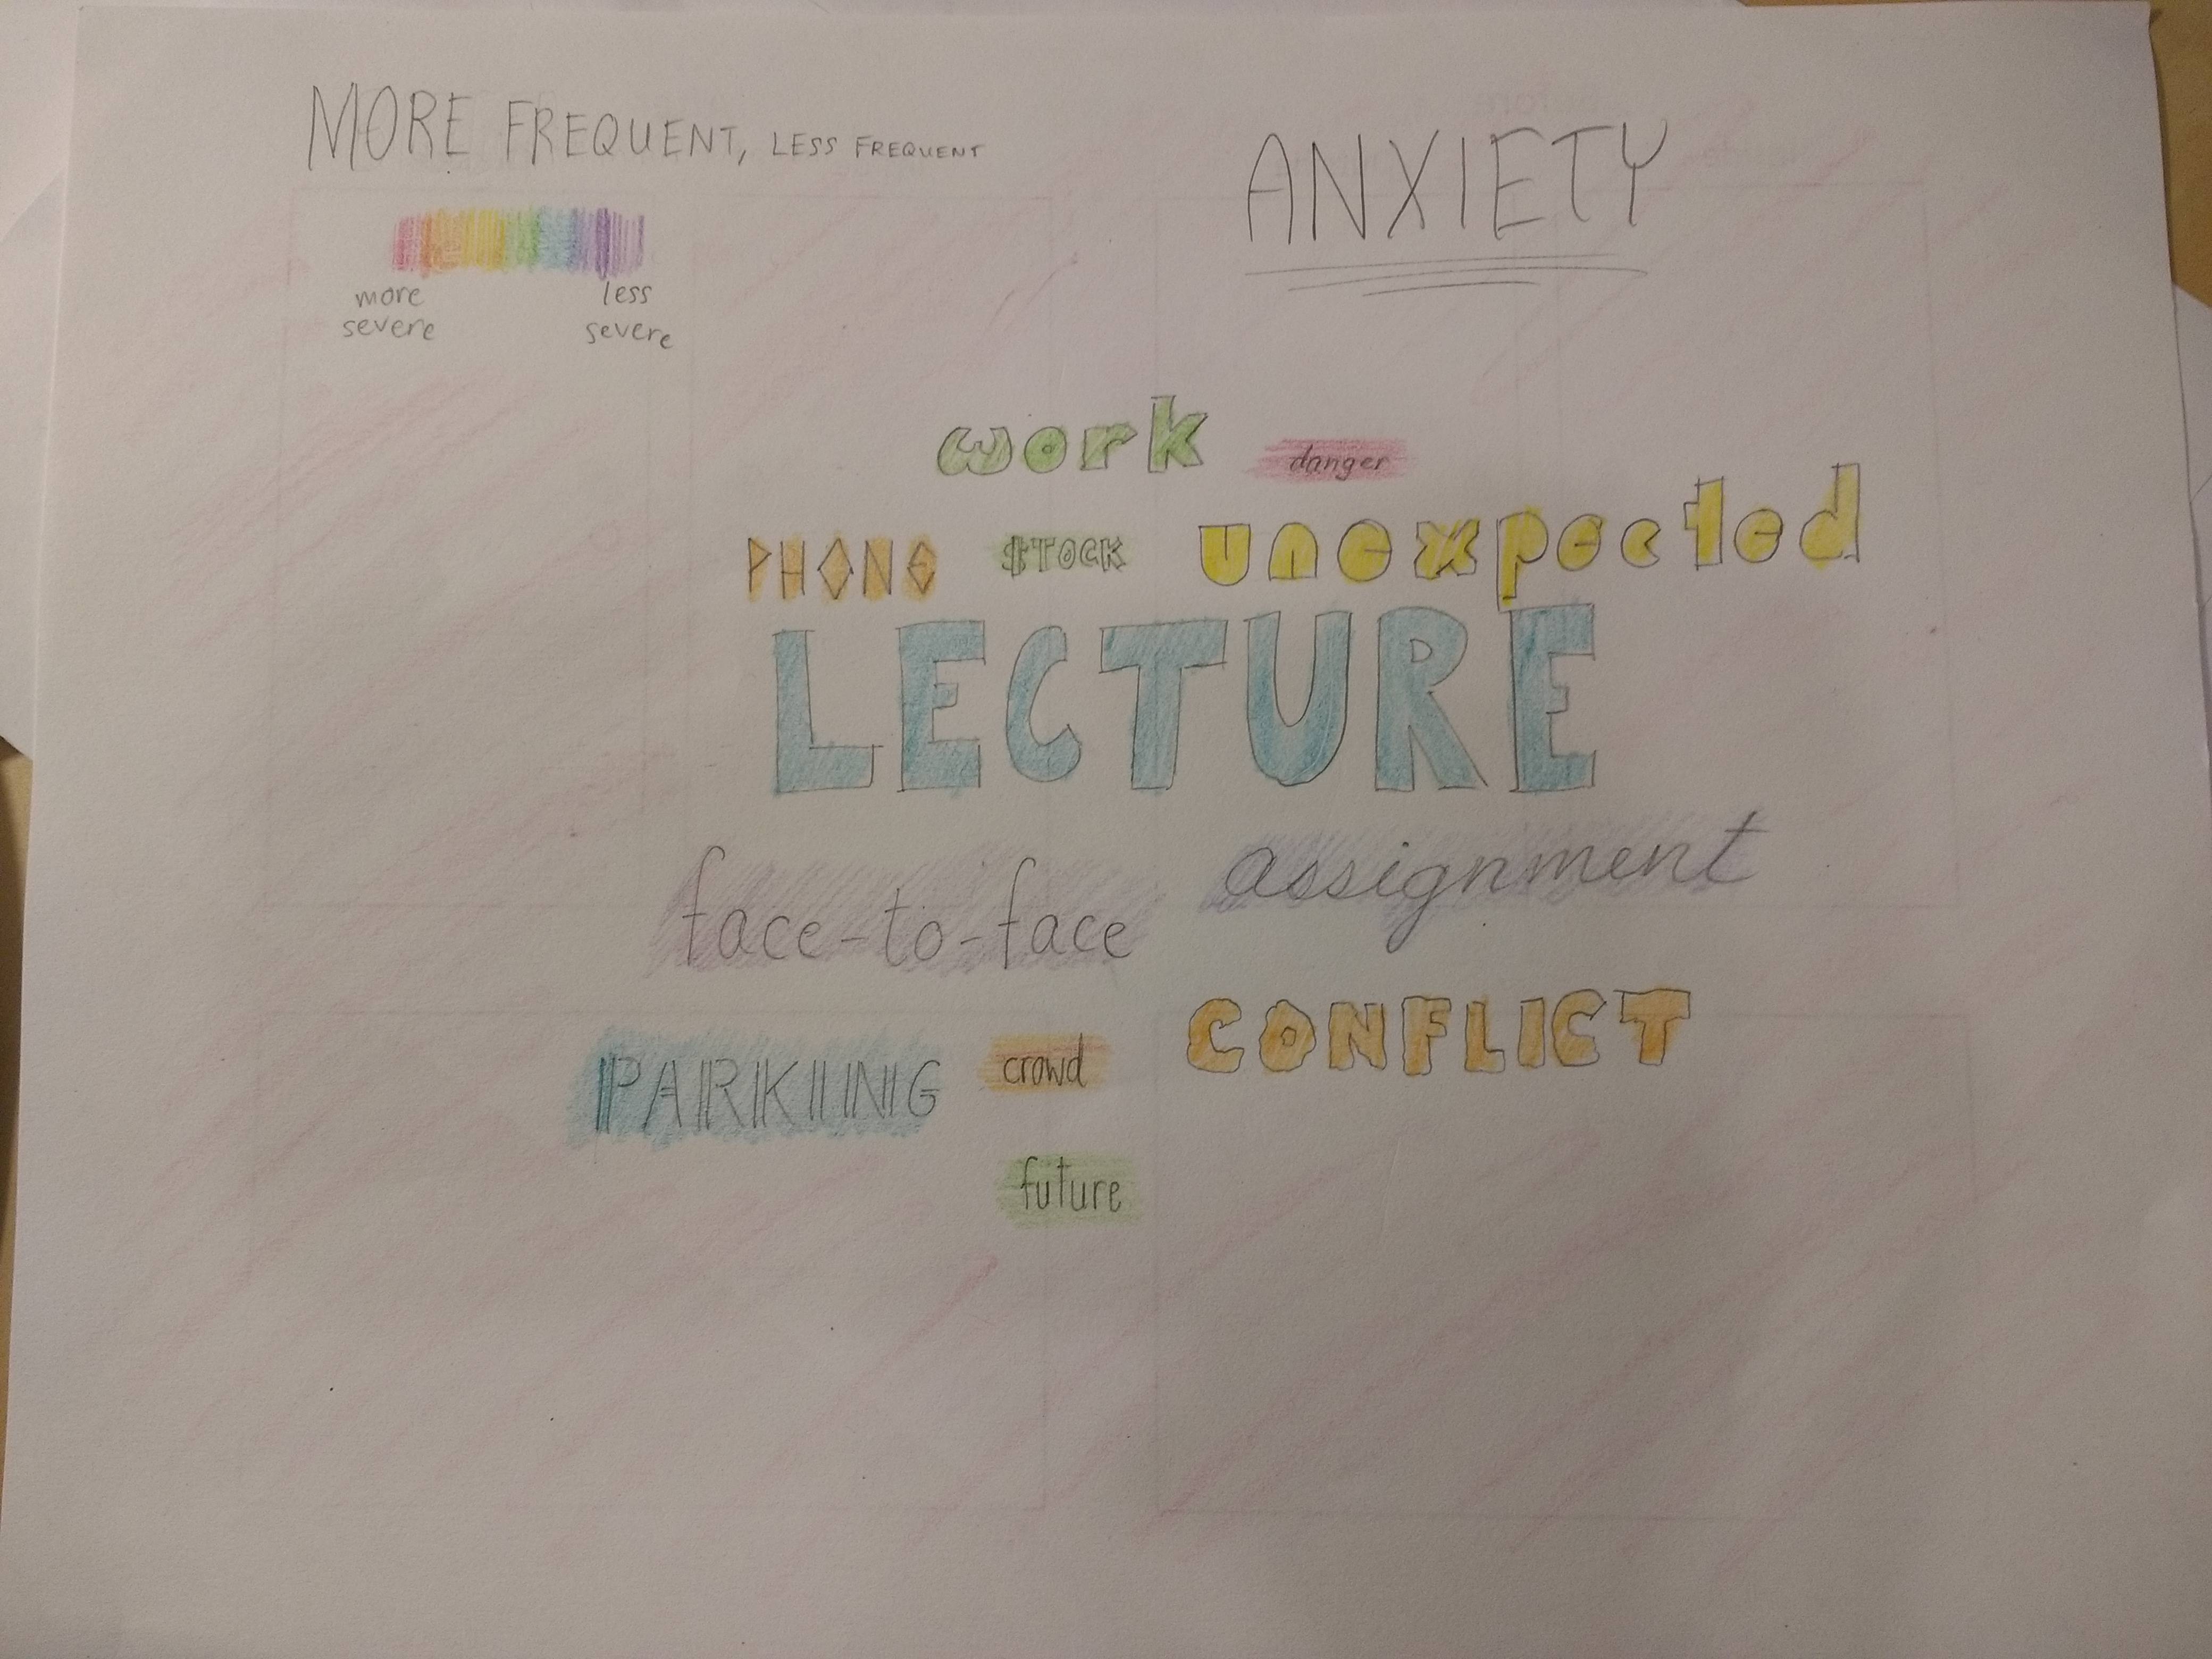 MORE FREQUENT, LESS FREQUENT
ANXIETY
more severe
less severe
work
danger
PHONE
$TOCK
unexpected
LECTURE
face-to-face
assignment
PARKING
crowd
CONFLICT
future